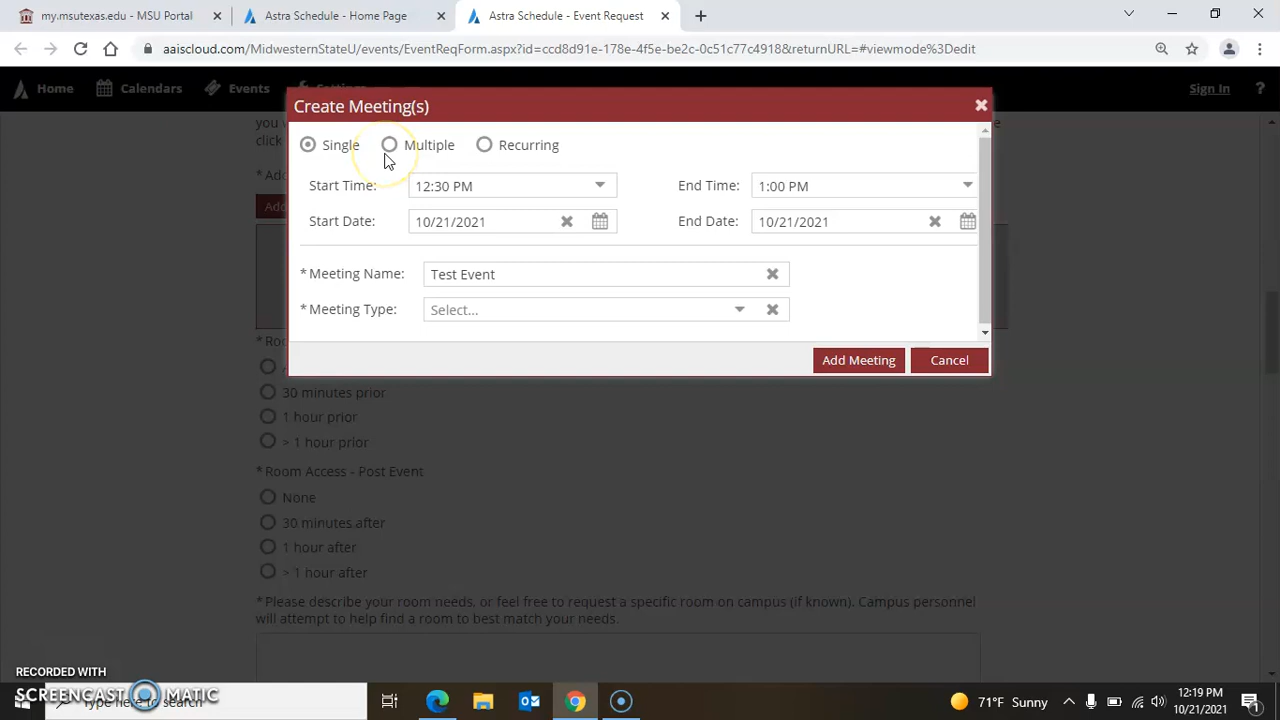 my.msutexas.edu - MSU Portal
Astra Schedule - Home Page
Astra Schedule - Event Request
aaiscloud.com/MidwesternStateU/events/EventReqForm.aspx?id=ccd8d91e-178e-4f5e-be2c-0c51c77c4918&returnURL=#viewmode%3Dedit
Home
Calendars
Events
Settings
Sign In
?
Create Meeting(s)
Single
Multiple
Recurring
Start Time:
12:30 PM
End Time:
1:00 PM
Start Date:
10/21/2021
End Date:
10/21/2021
* Meeting Name:
Test Event
* Meeting Type:
Select...
Add Meeting
Cancel
30 minutes prior
1 hour prior
> 1 hour prior
* Room Access - Post Event
None
30 minutes after
1 hour after
> 1 hour after
* Please describe your room needs, or feel free to request a specific room on campus (if known). Campus personnel
will attempt to help find a room to best match your needs.
RECORDED WITH
SCREENCAST MATIC
Type here to search
71°F Sunny
12:19 PM
10/21/2021
1